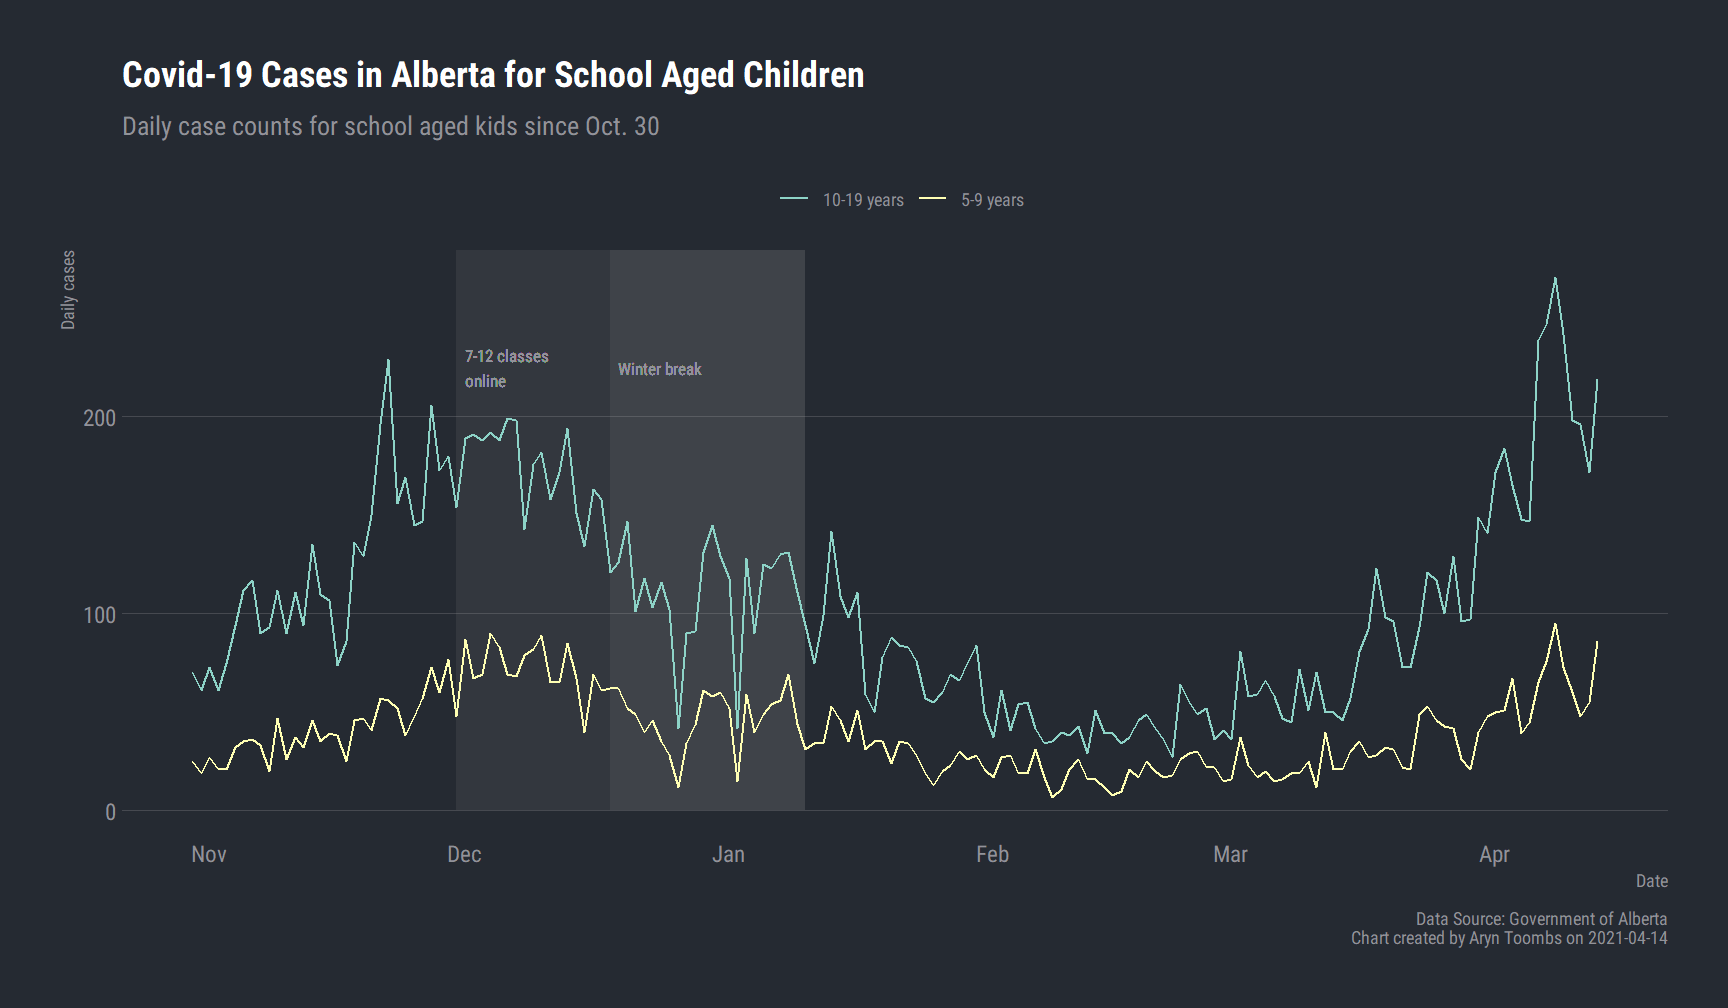 Covid-19 Cases in Alberta for School Aged Children
Daily case counts for school aged kids since Oct. 30
10-19 years
5-9 years
Daily cases
7-12 classes
online
Winter break
200
100
0
Nov
Dec
Jan
Feb
Mar
Apr
Date
Data Source: Government of Alberta
Chart created by Aryn Toombs on 2021-04-14